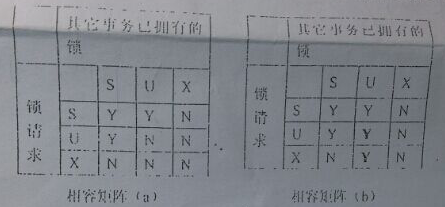 其它事务已拥有的
锁
S U X
锁请求
S Y Y N
U Y N N
X N N N
相容矩阵（a）
其它事务已拥有的
锁
S U X
锁请求
S Y Y N
U Y Y N
X N Y N
相容矩阵（b）